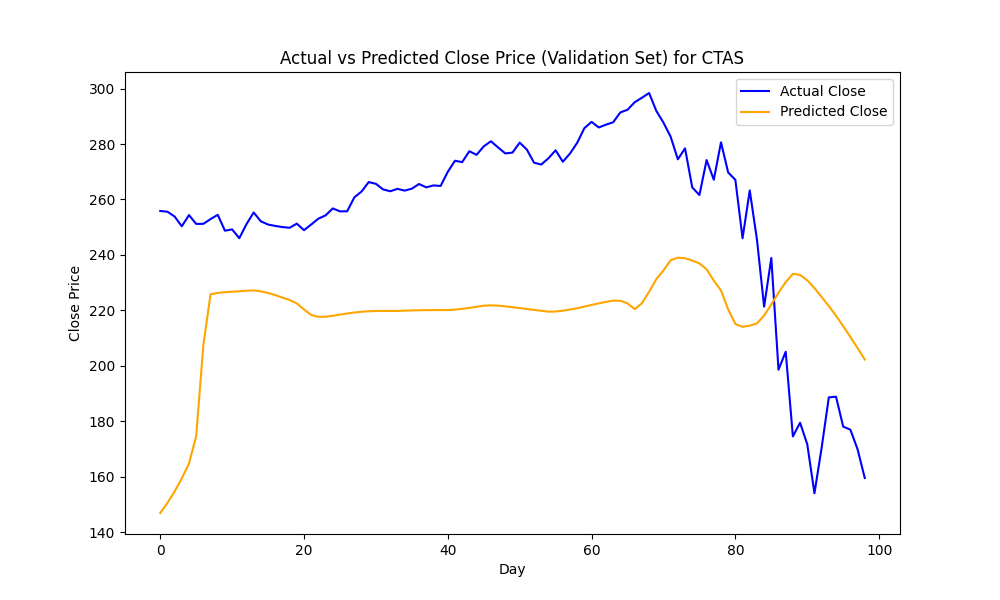 Actual vs Predicted Close Price (Validation Set) for CTAS
Actual Close
Predicted Close
Close Price
300
280
260
240
220
200
180
160
140
0 20 40 60 80 100
Day